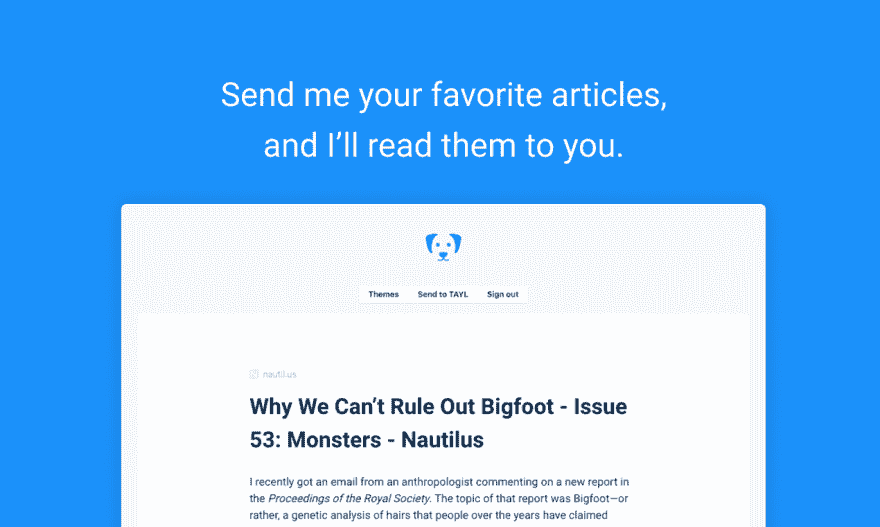 Send me your favorite articles,
and I’ll read them to you.
Themes Send to TAYL Sign out
nautil.us
Why We Can’t Rule Out Bigfoot - Issue
53: Monsters - Nautilus
I recently got an email from an anthropologist commenting on a new report in
the Proceedings of the Royal Society. The topic of that report was Bigfoot—or
rather, a genetic analysis of hairs that people over the years have claimed